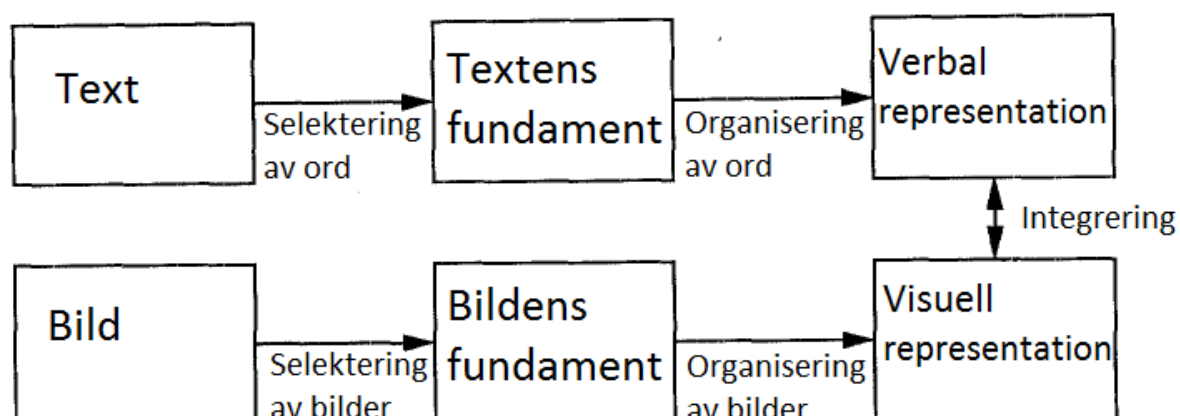 Text
Selektering
av ord
Textens
fundament
Organisering
av ord
Verbal
representation
Integrering
Bild
Selektering
av bilder
Bildens
fundament
Organisering
av bilder
Visuell
representation